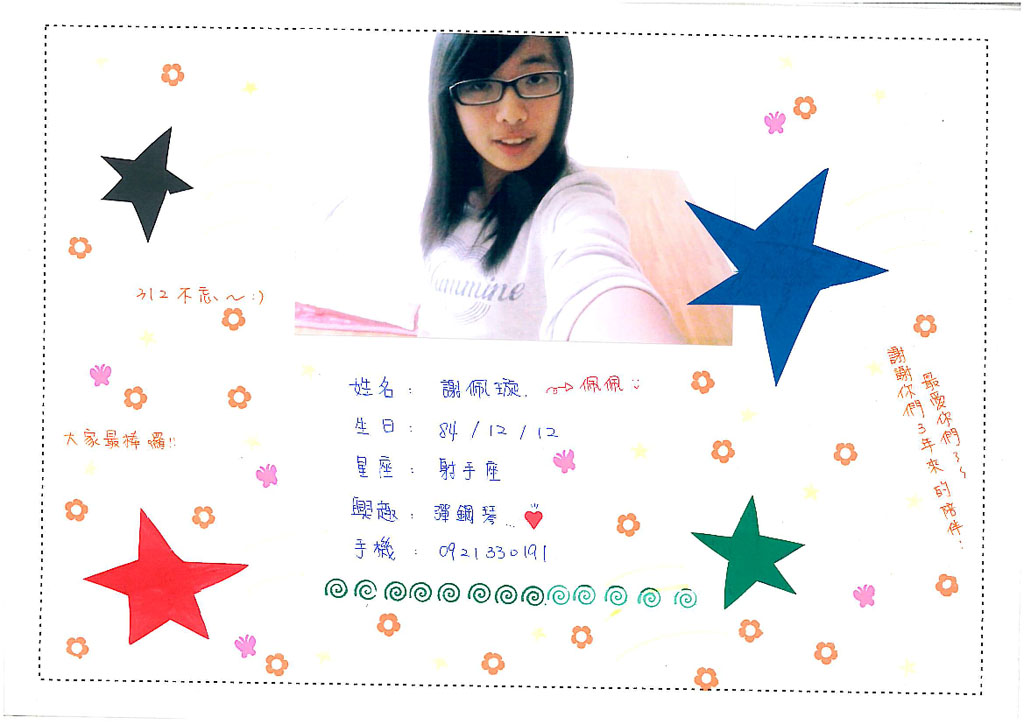 312 不忘～:)
大家最棒囉!!
姓名： 謝佩璇. 佩佩
生日： 84 / 12 / 12
星座： 射手座
興趣： 彈鋼琴...
手機： 0921330191
最愛你們3~
謝謝你們3年來的陪伴